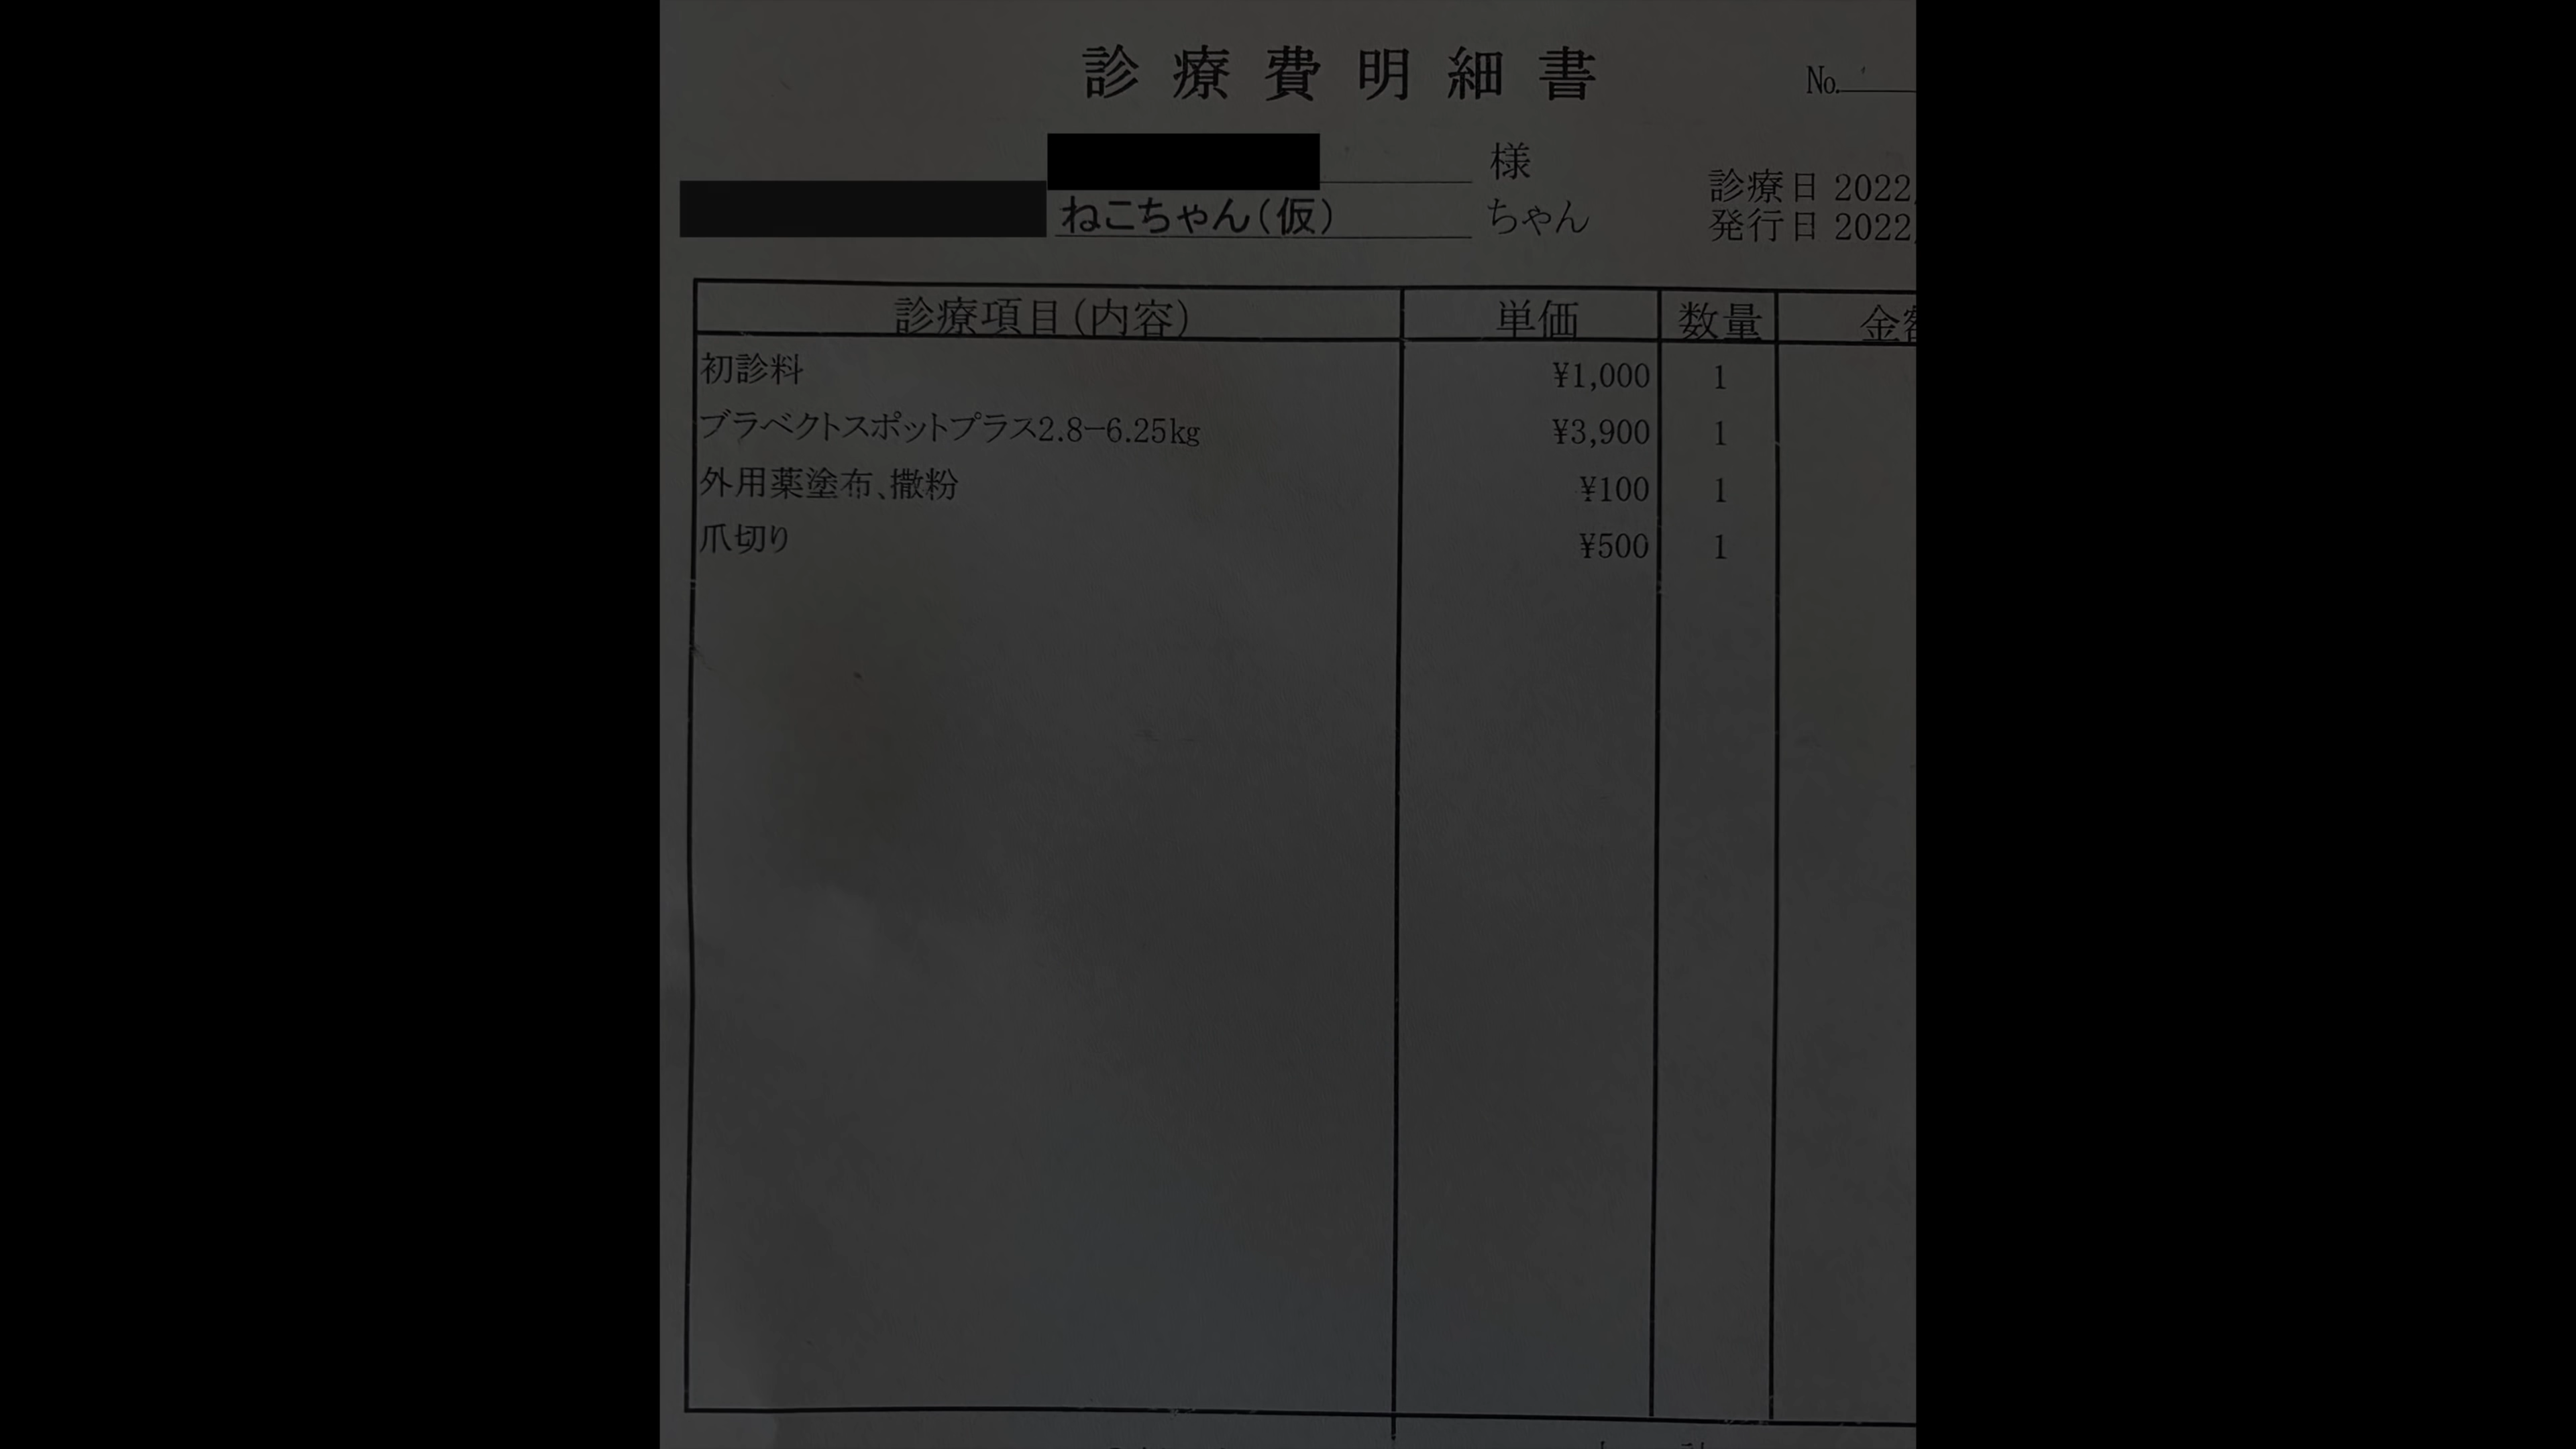 診療費明細書
No.
様
ねこちゃん(仮) ちゃん
診療日 2022
発行日 2022
診療項目(内容) 単価 数量 金
初診料 ¥1,000 1
ブラベクトスポットプラス2.8-6.25kg ¥3,900 1
外用薬塗布、撒粉 ¥100 1
爪切り ¥500 1